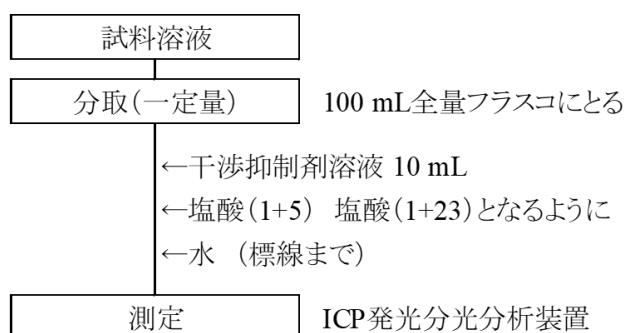 試料溶液
分取(一定量) 100 mL全量フラスコにとる
←干渉抑制剤溶液 10 mL
←塩酸(1+5) 塩酸(1+23)となるように
←水 (標線まで)
測定 ICP発光分光分析装置